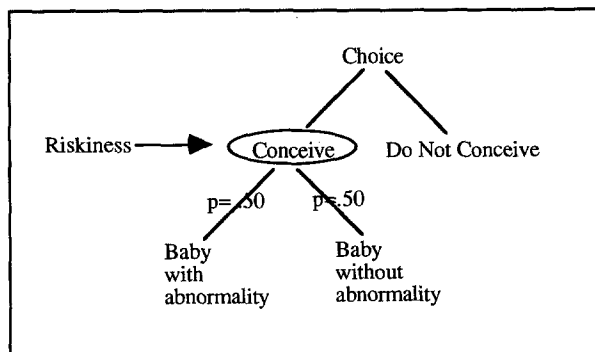 Choice
Riskiness
Conceive
Do Not Conceive
p= .50
p=.50
Baby
with
abnormality
Baby
without
abnormality